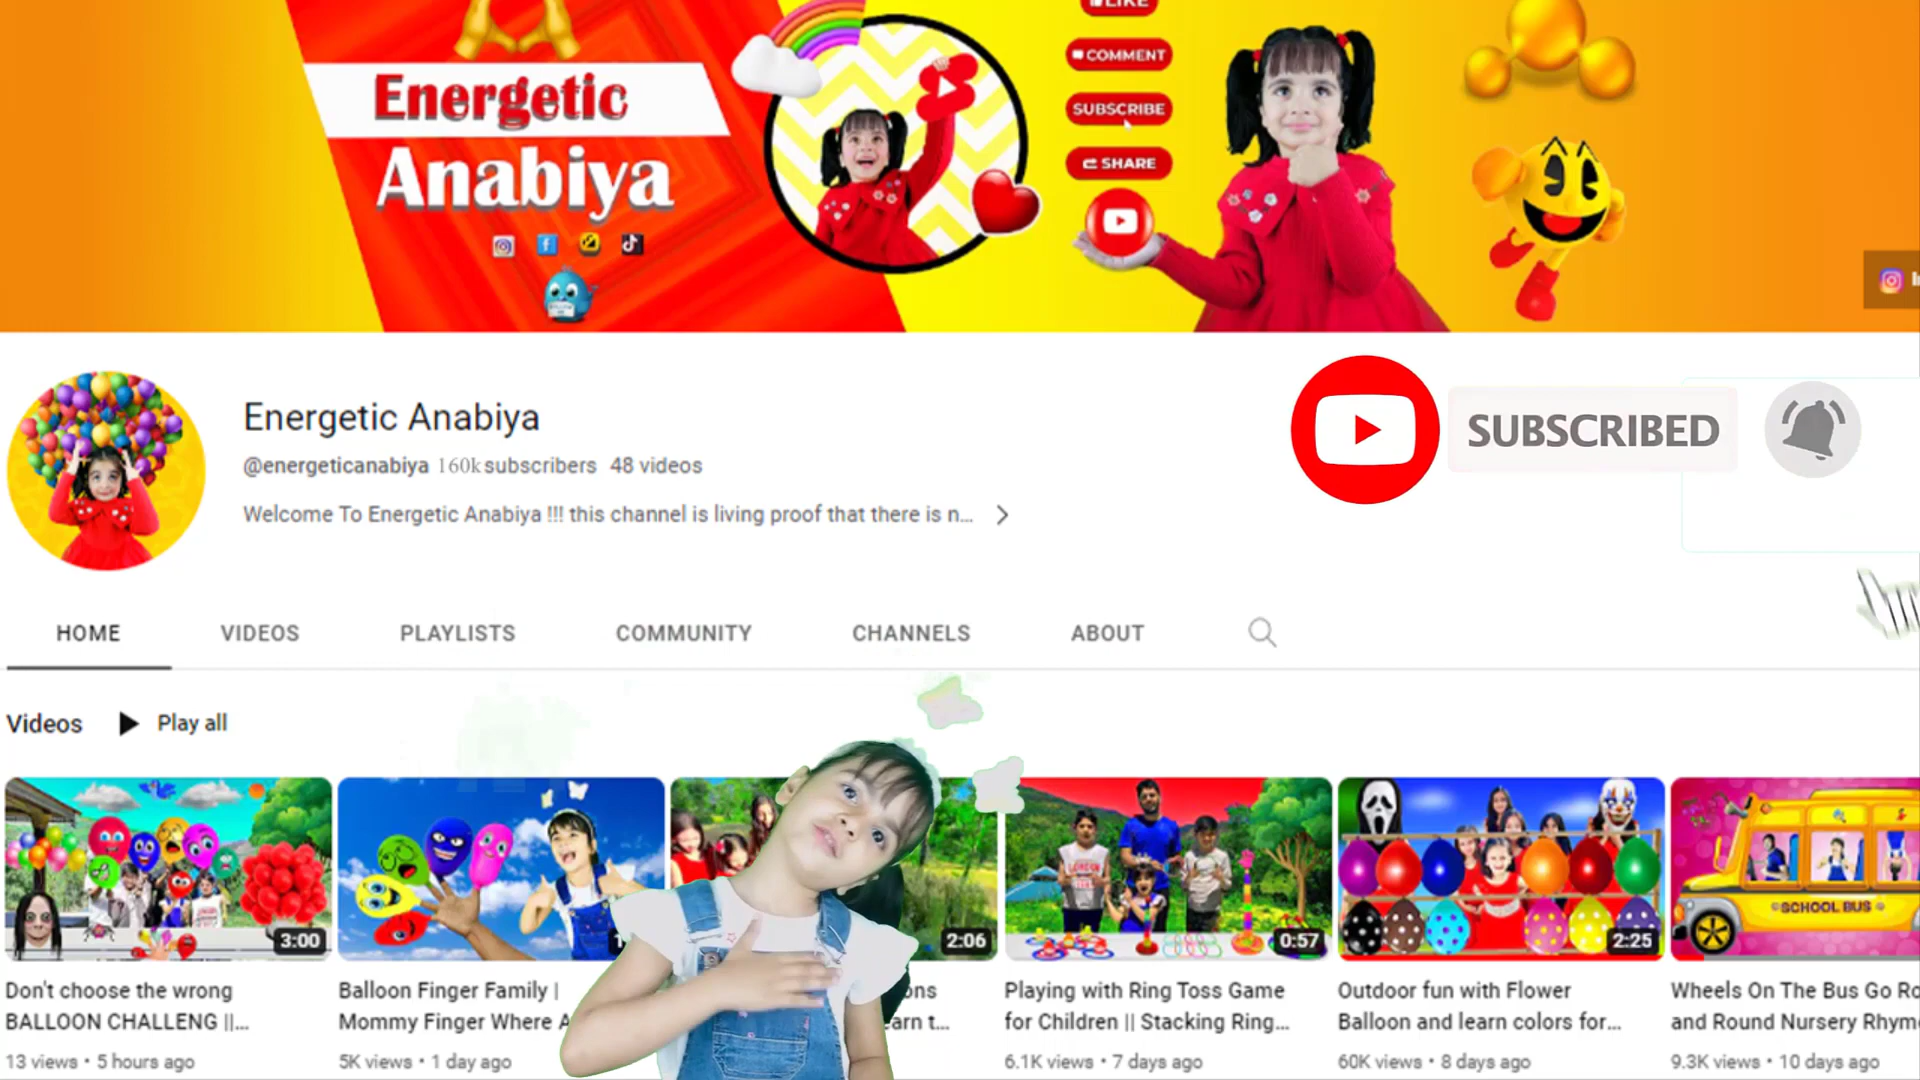 LIKE
COMMENT
SUBSCRIBE
SHARE
Energetic
Anabiya
Energetic Anabiya
@energeticanabiya 160k subscribers 48 videos
Welcome To Energetic Anabiya !!! this channel is living proof that there is n...
SUBSCRIBED
HOME VIDEOS PLAYLISTS COMMUNITY CHANNELS ABOUT
Videos Play all
SCHOOL BUS
3:00 2:06 0:57 2:25
Don't choose the wrong
BALLOON CHALLENG ||...
13 views • 5 hours ago
Balloon Finger Family |
Mommy Finger Where
5K views • 1 day ago
Playing with Ring Toss Game
for Children || Stacking Ring...
6.1K views • 7 days ago
Outdoor fun with Flower
Balloon and learn colors for...
60K views • 8 days ago
Wheels On The Bus Go
and Round Nursery
9.3K views • 10 days ago